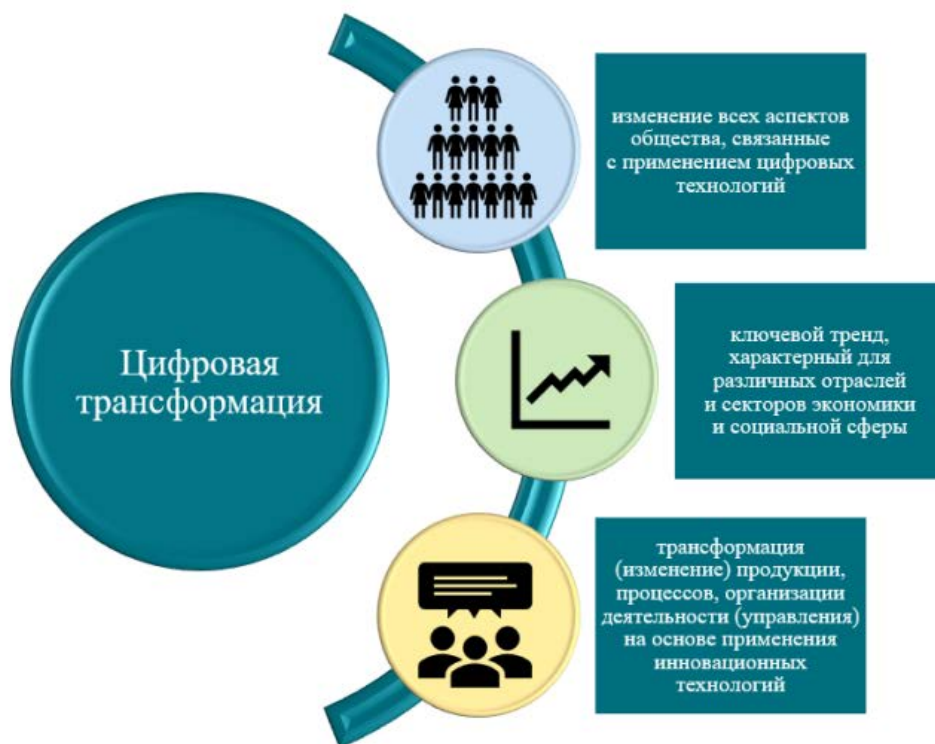 Цифровая
трансформация
изменение всех аспектов
общества, связанные
с применением цифровых
технологий
ключевой тренд,
характерный для
различных отраслей
и секторов экономики
и социальной сферы
трансформация
(изменение) продукции,
процессов, организации
деятельности (управления)
на основе применения
инновационных
технологий